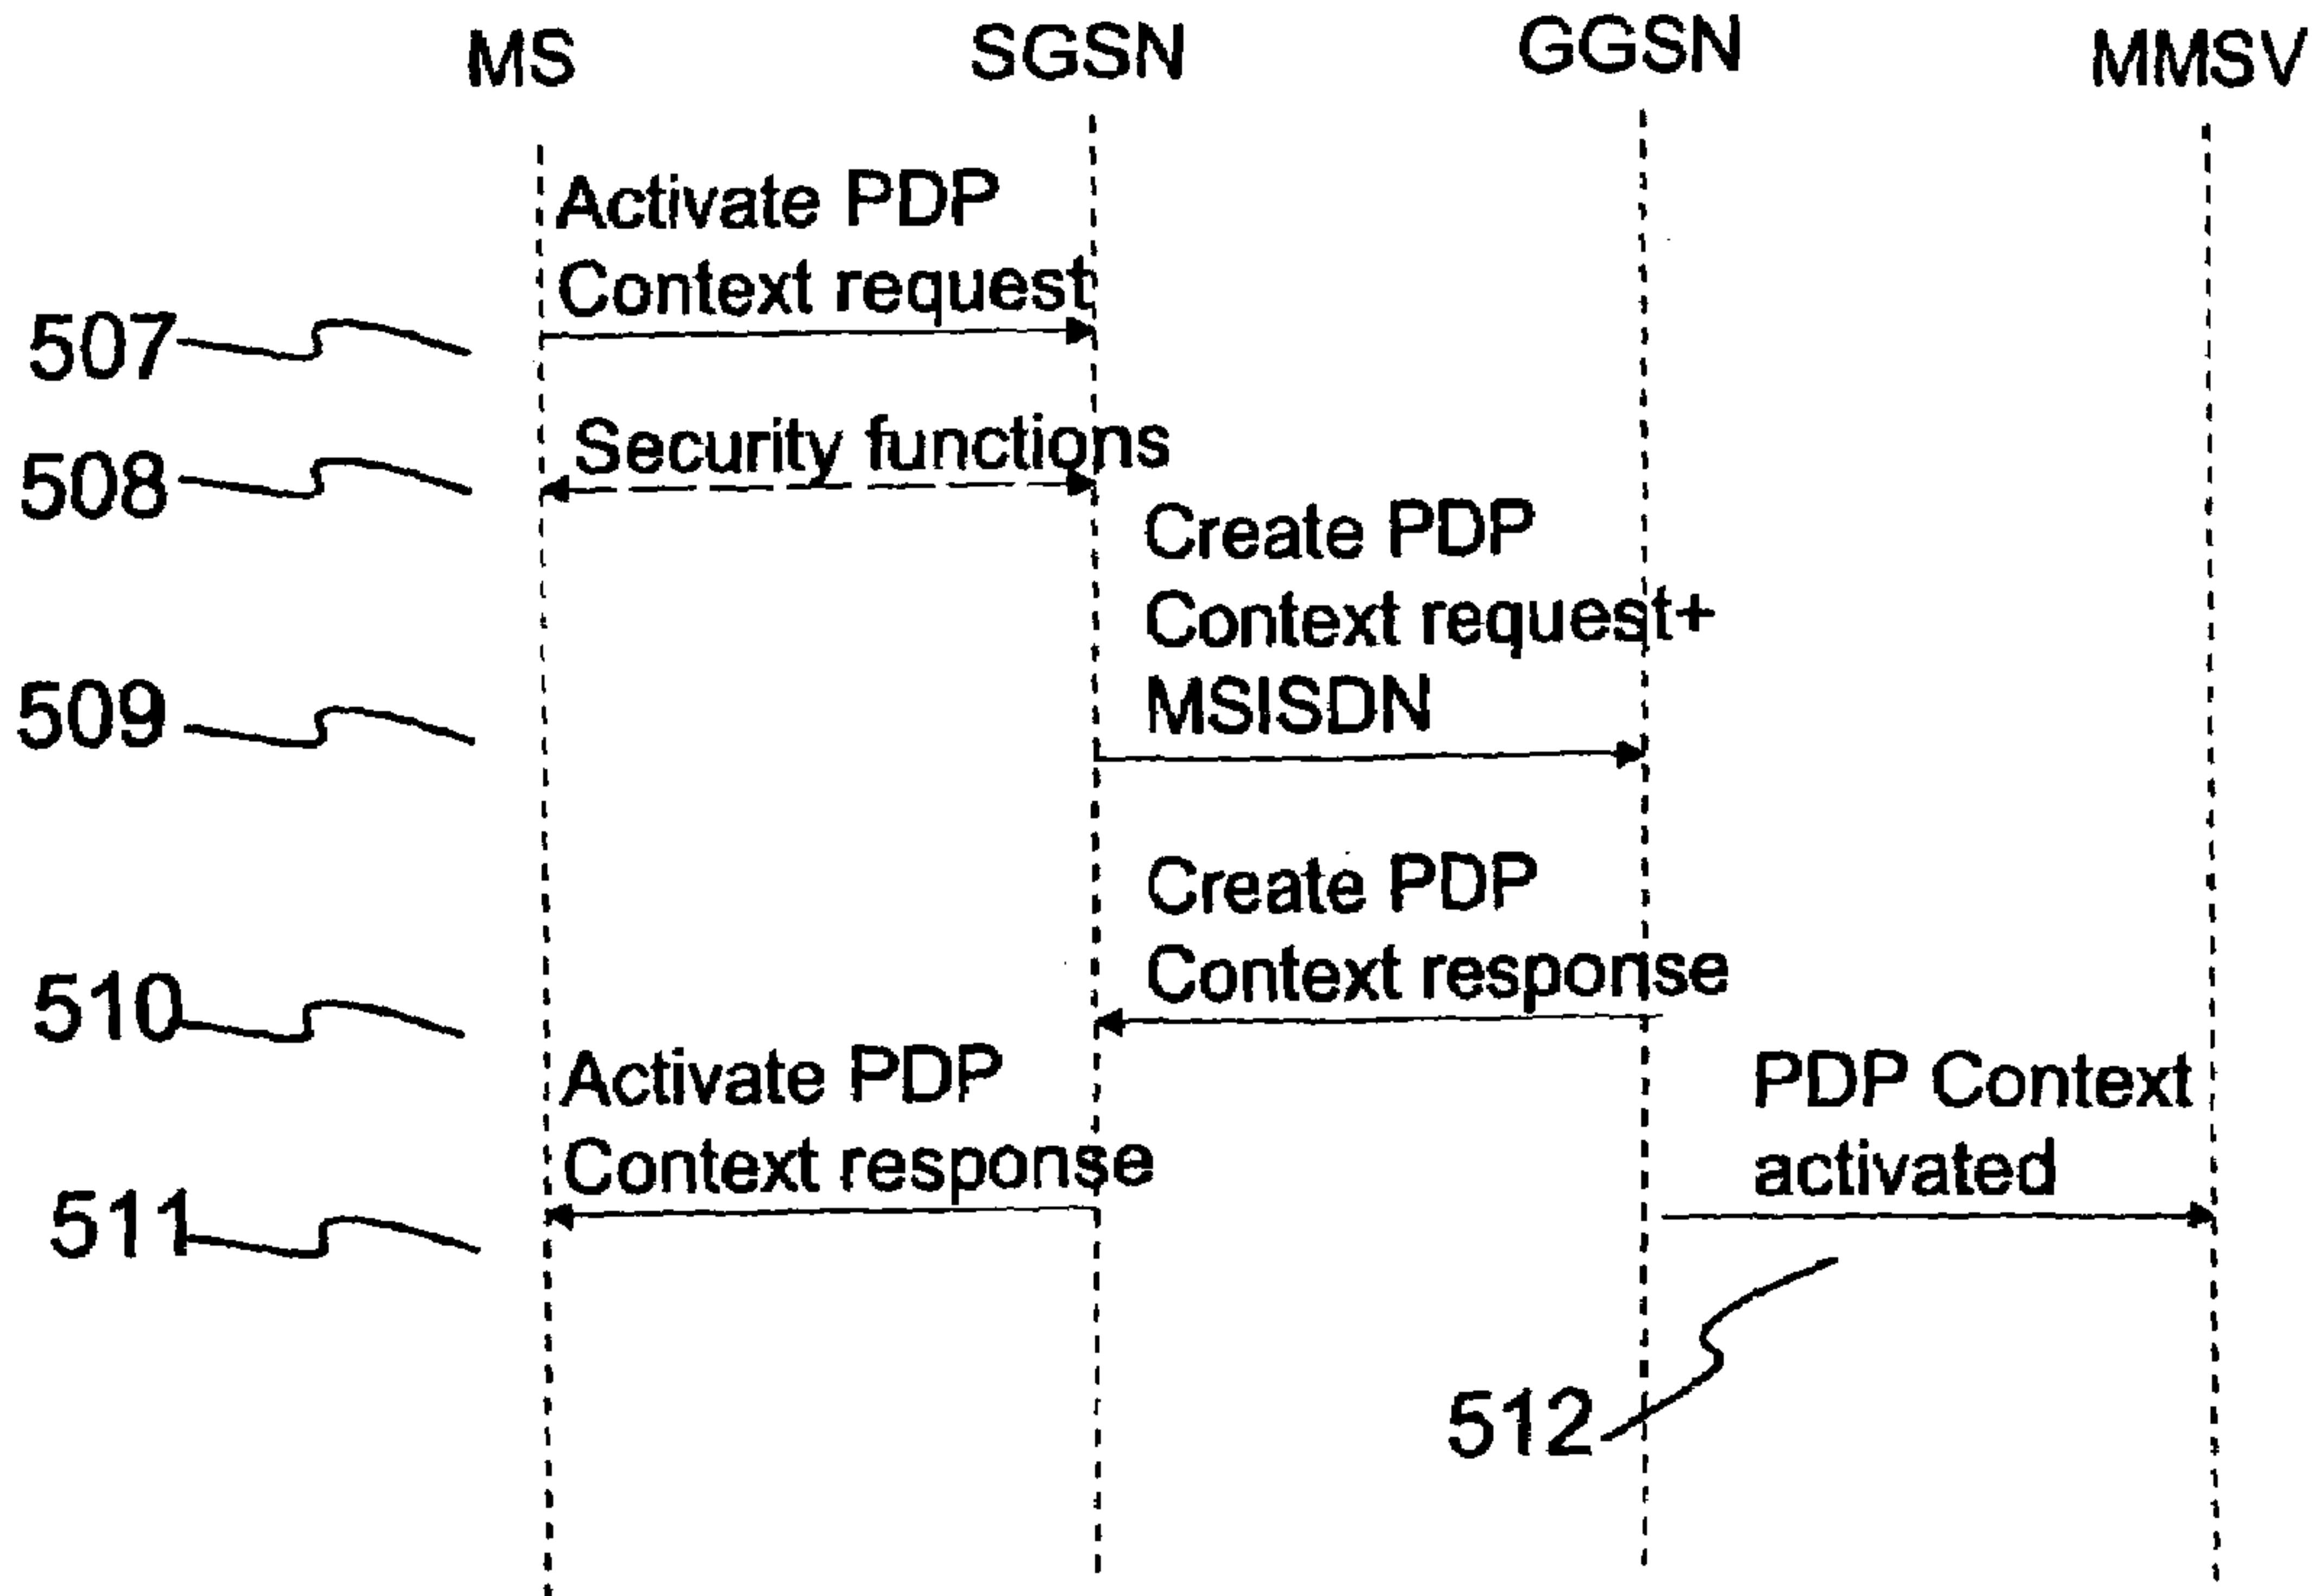 MS SGSN GGSN MMSV
Activate PDP
Context request
507
Security functions
508
Create PDP
Context request+
MSISDN
509
Create PDP
Context response
510
Activate PDP
Context response
511
PDP Context
activated
512